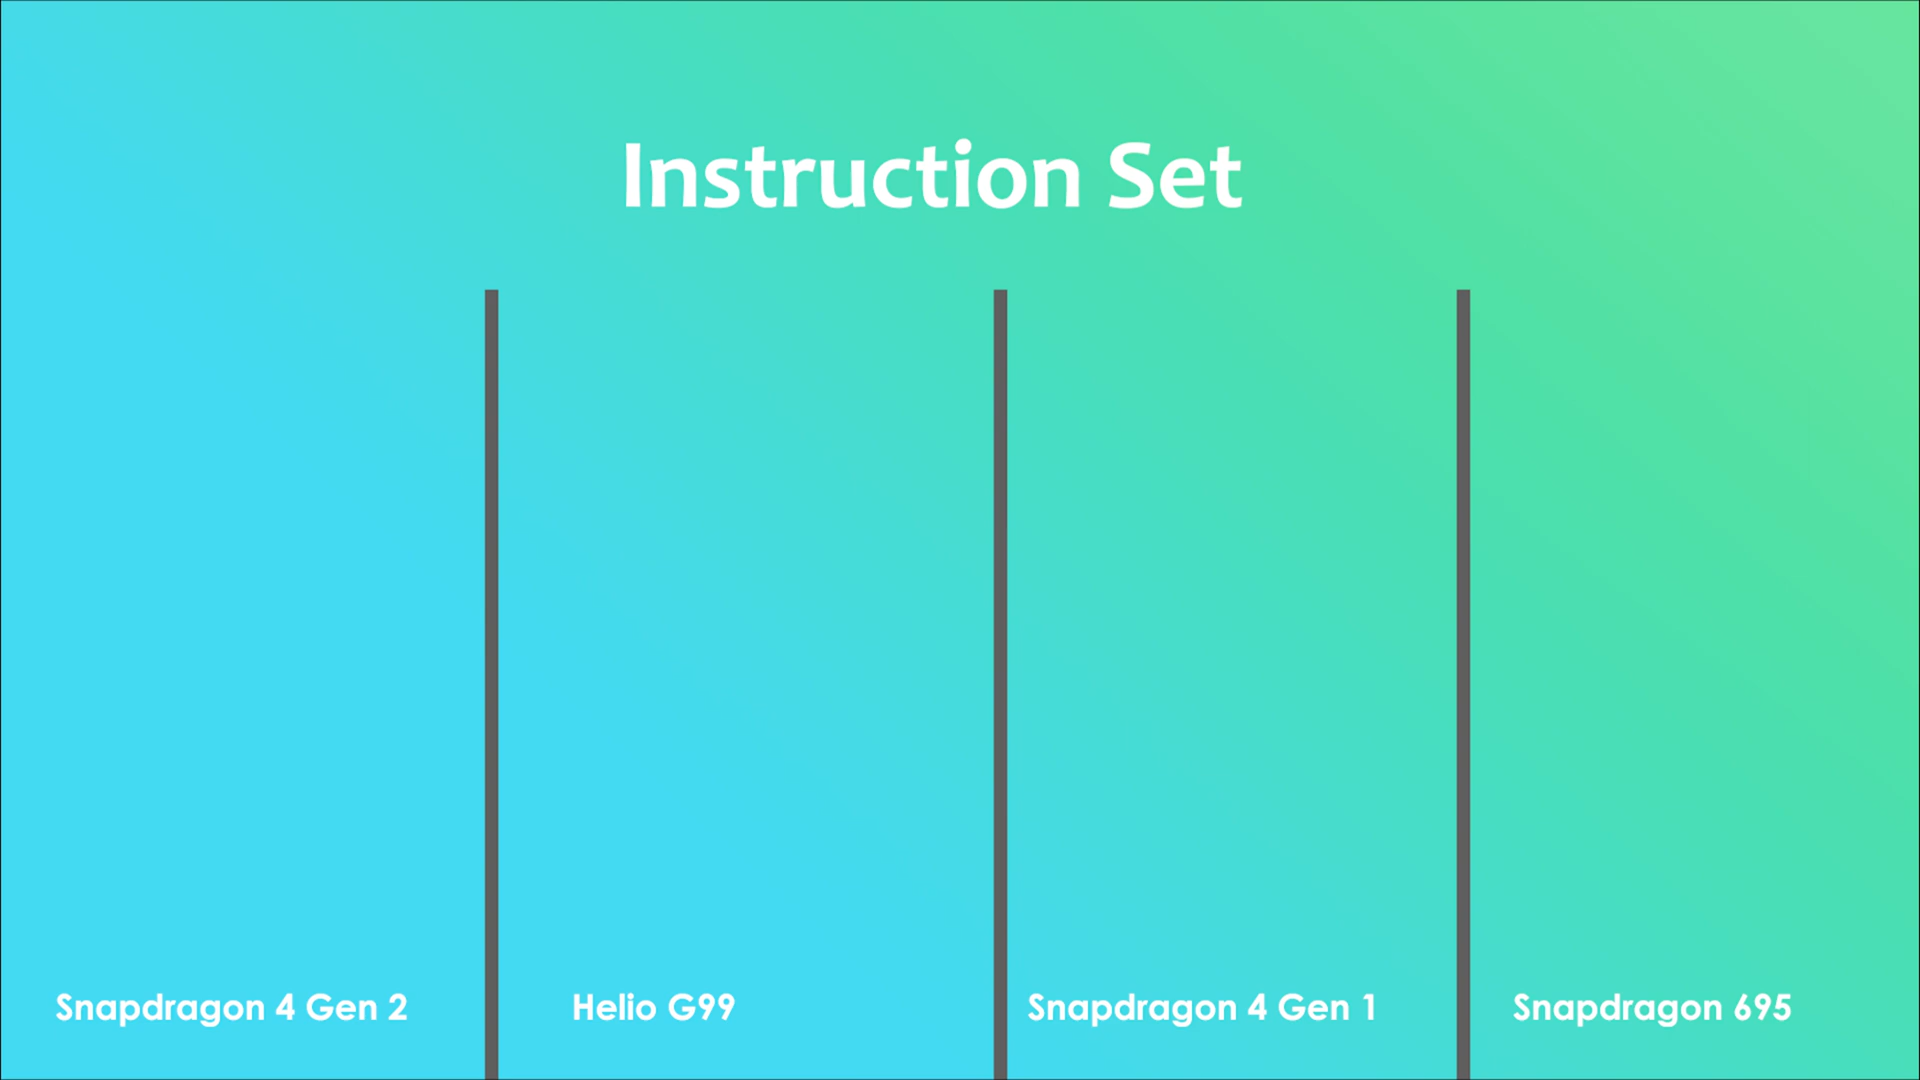 Instruction Set
Snapdragon 4 Gen 2
Helio G99
Snapdragon 4 Gen 1
Snapdragon 695